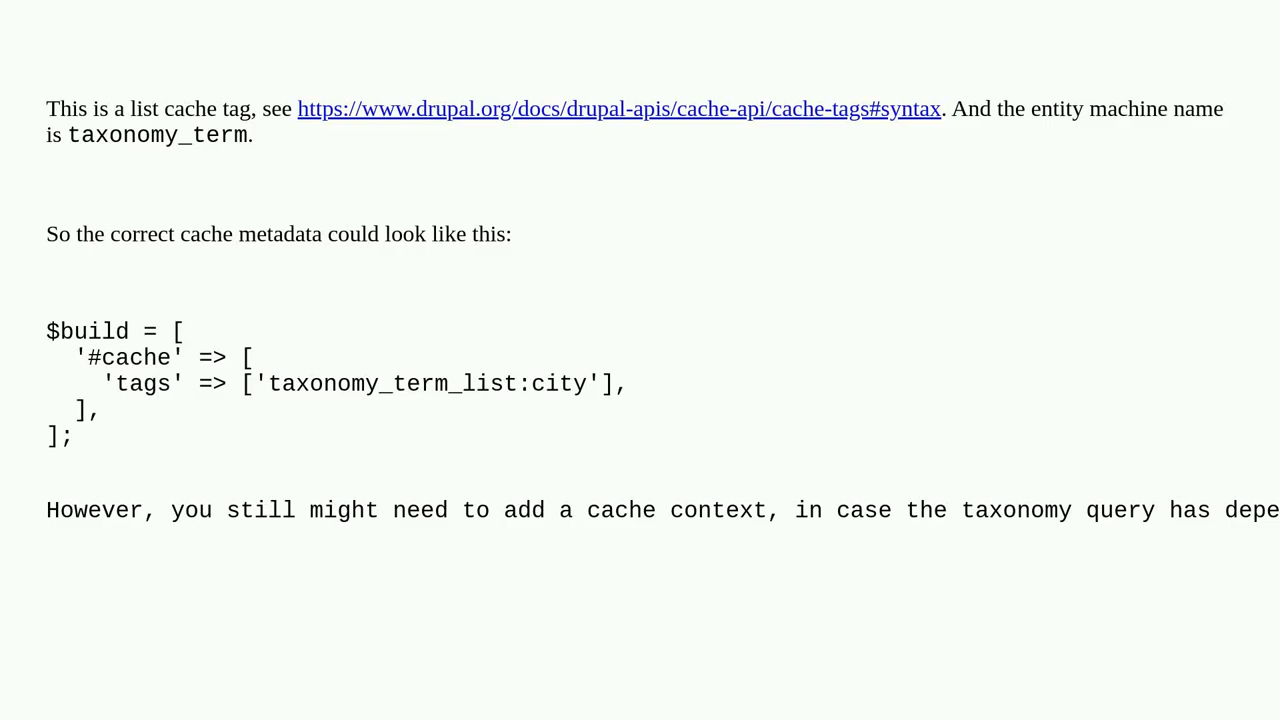 This is a list cache tag, see https://www.drupal.org/docs/drupal-apis/cache-api/cache-tags#syntax. And the entity machine name
is taxonomy_term.
So the correct cache metadata could look like this:
$build = [
  '#cache' => [
    'tags' => ['taxonomy_term_list:city'],
  ],
];
However, you still might need to add a cache context, in case the taxonomy query has